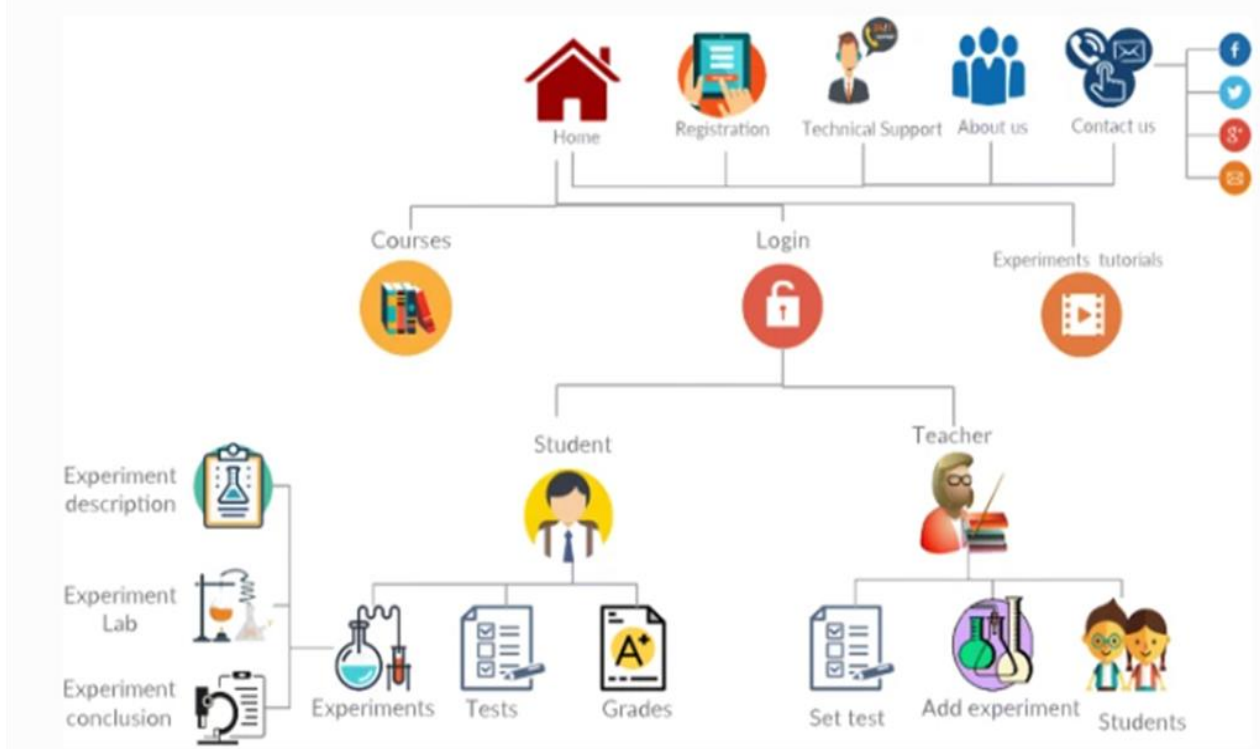 Home
Registration
Technical Support
About us
Contact us
f
g+
Courses
Login
Experiments tutorials
Student
Teacher
Experiment
description
Experiment
Lab
Experiment
conclusion
A+
Experiments
Tests
Grades
Set test
Add experiment
Students